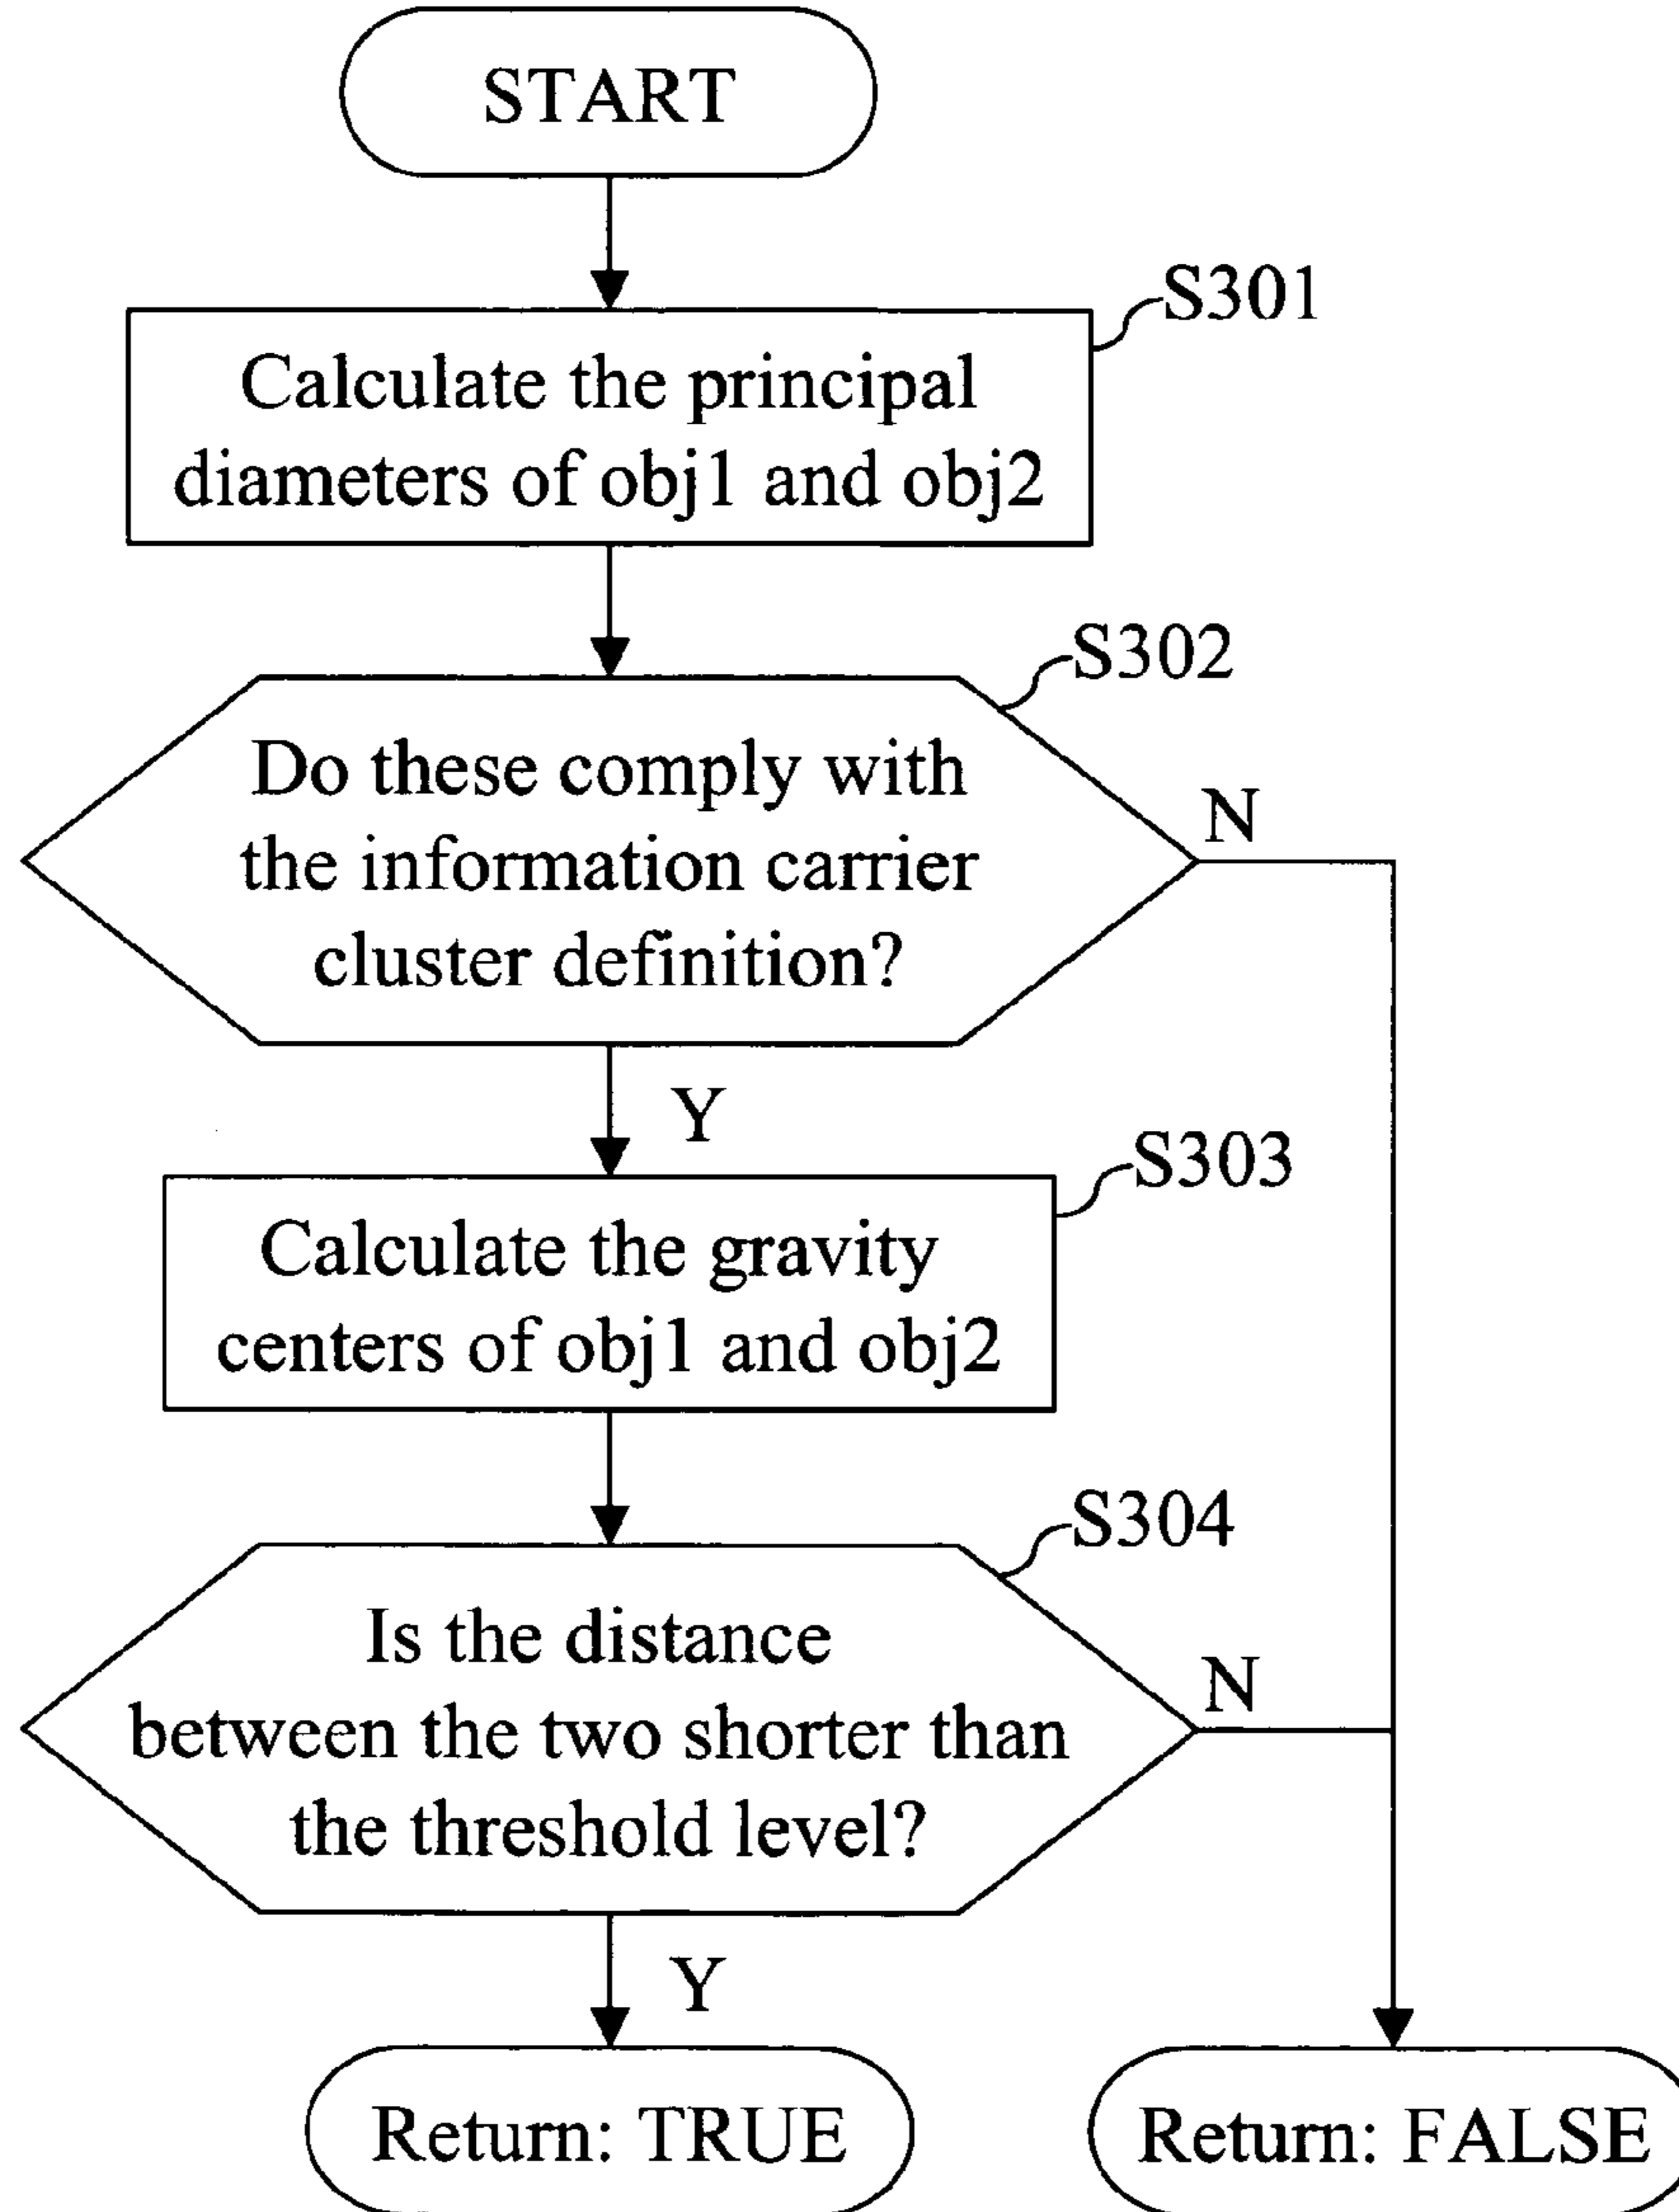 START
S301
Calculate the principal
diameters of obj1 and obj2
S302
Do these comply with
the information carrier
cluster definition?
N
Y
S303
Calculate the gravity
centers of obj1 and obj2
S304
Is the distance
between the two shorter than
the threshold level?
N
Y
Return: TRUE
Return: FALSE